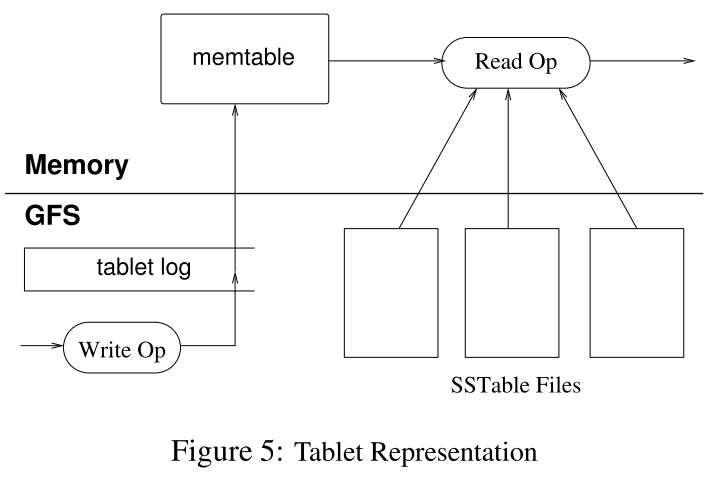 memtable
Read Op
Memory
GFS
tablet log
Write Op
SSTable Files
Figure 5: Tablet Representation